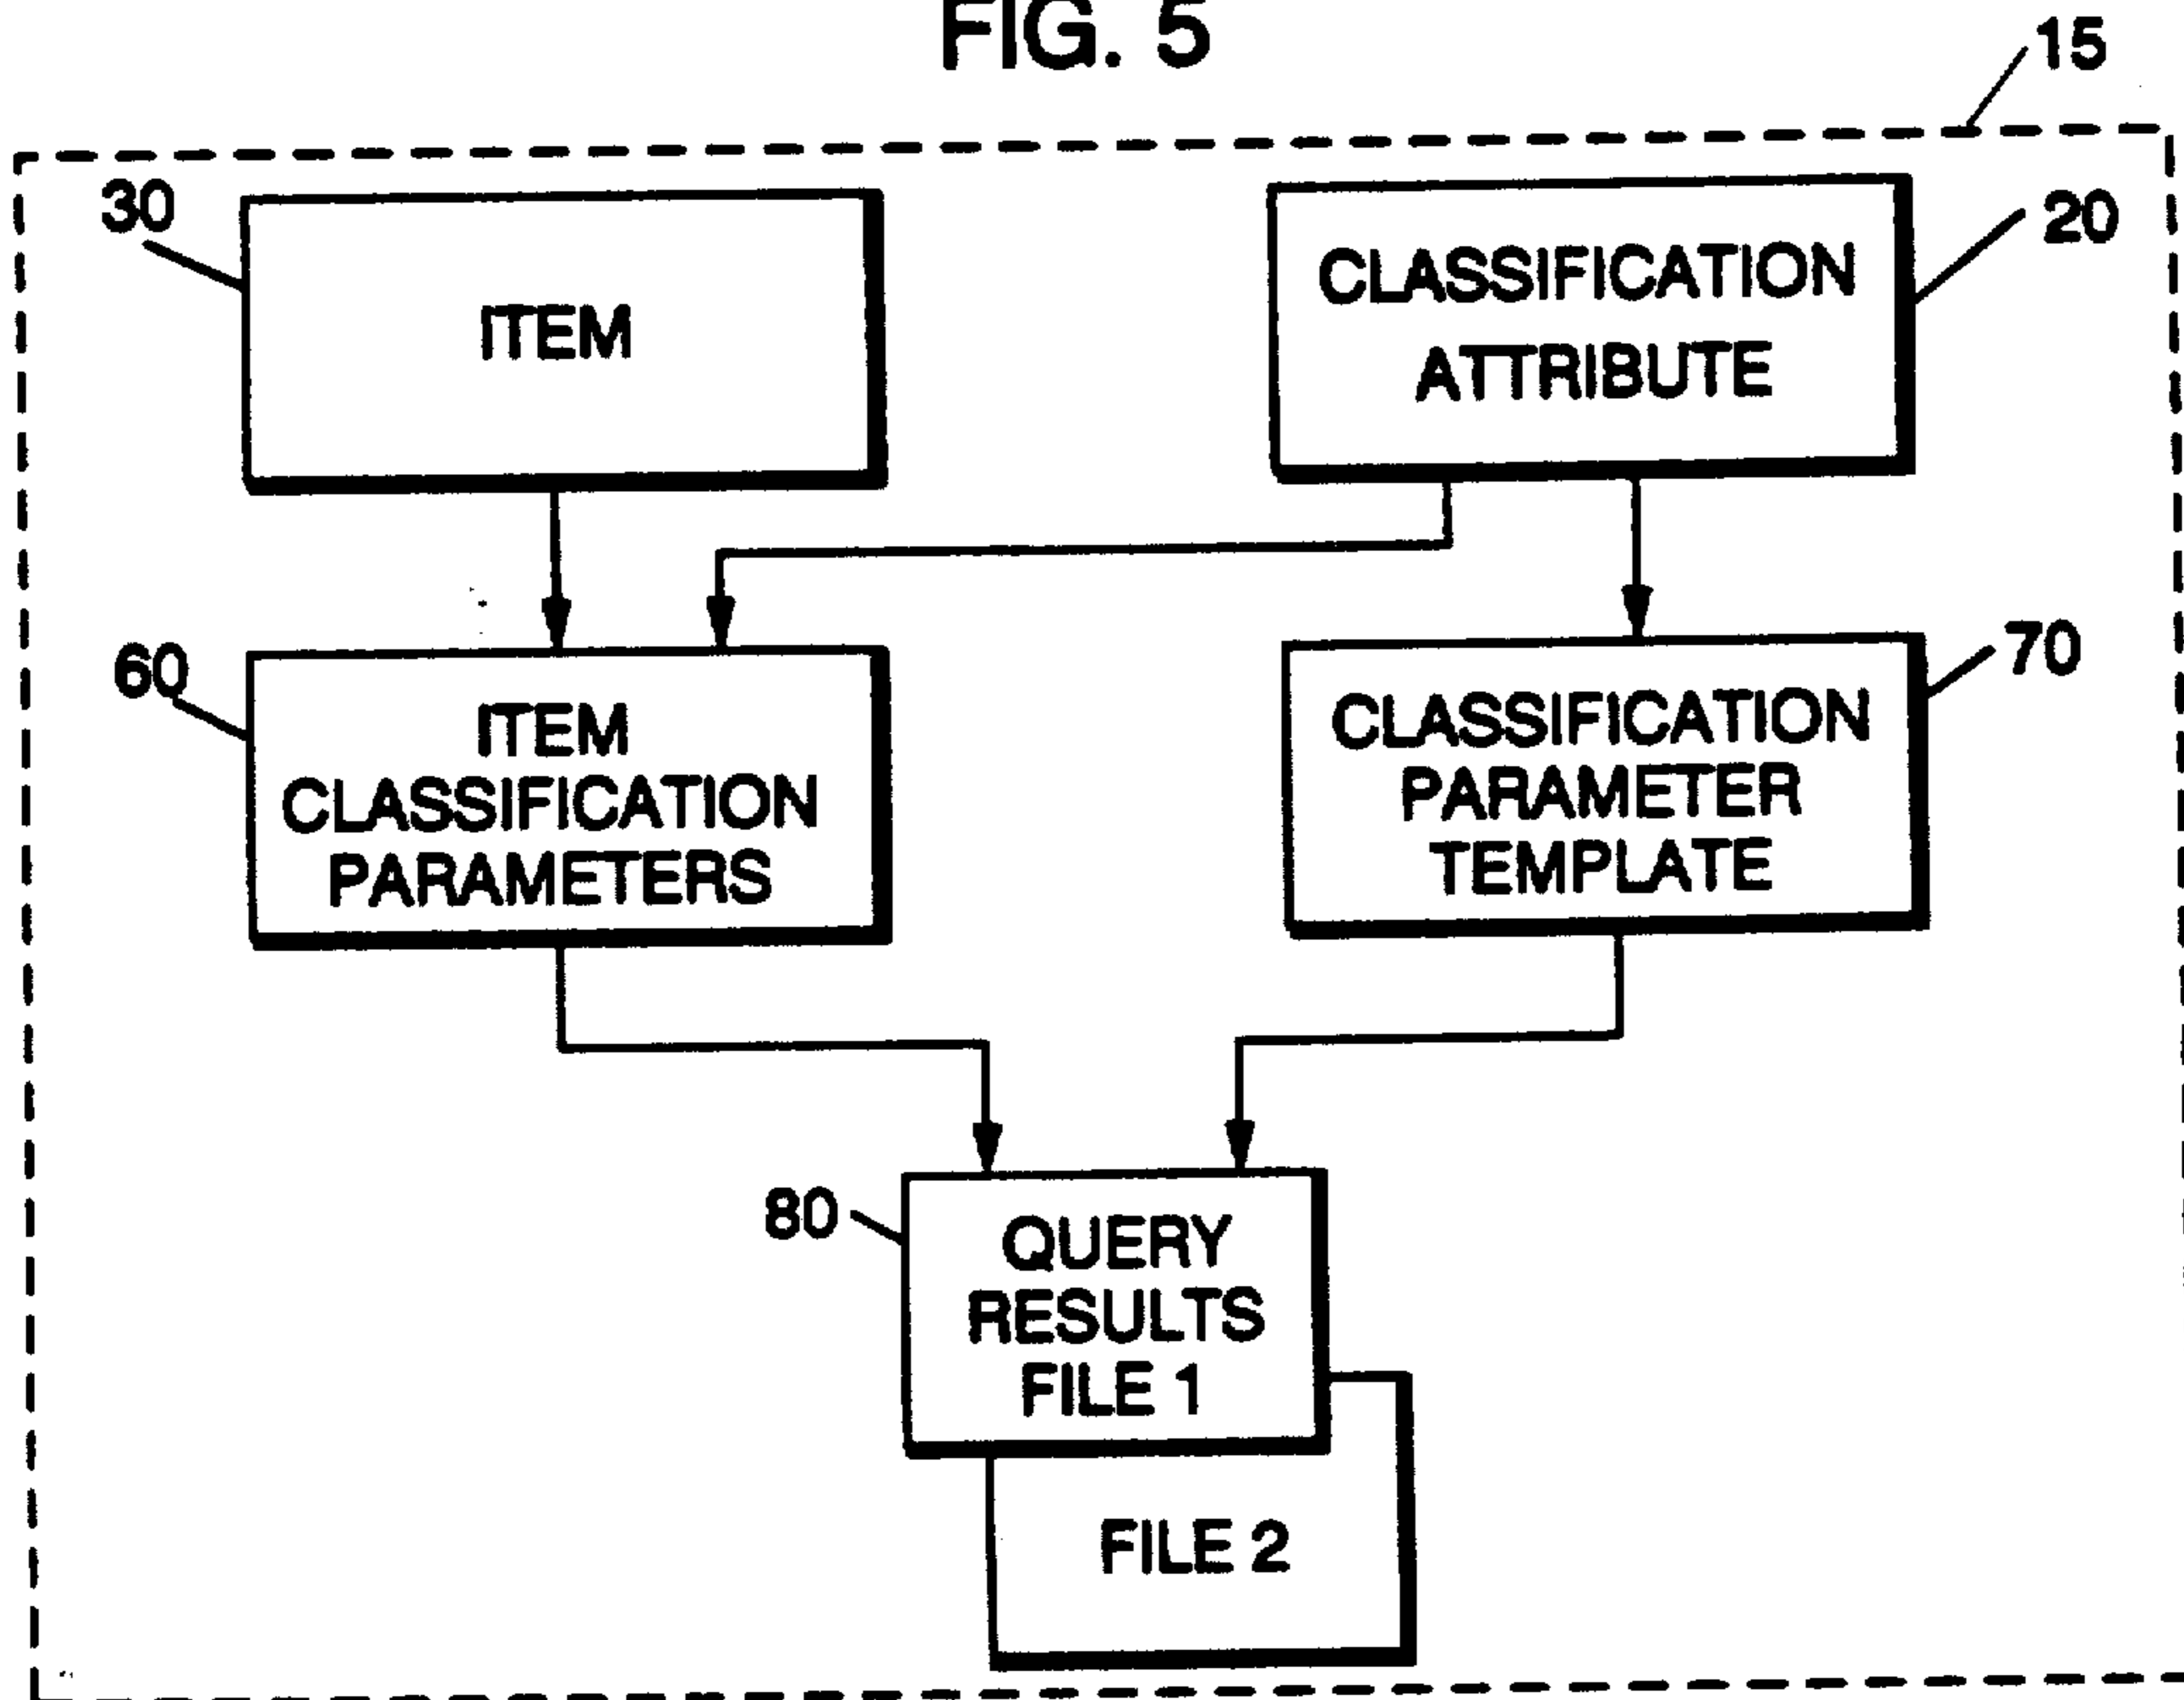 FIG. 5
15
30
ITEM
CLASSIFICATION
ATTRIBUTE
20
60
ITEM
CLASSIFICATION
PARAMETERS
CLASSIFICATION
PARAMETER
TEMPLATE
70
80
QUERY
RESULTS
FILE 1
FILE 2